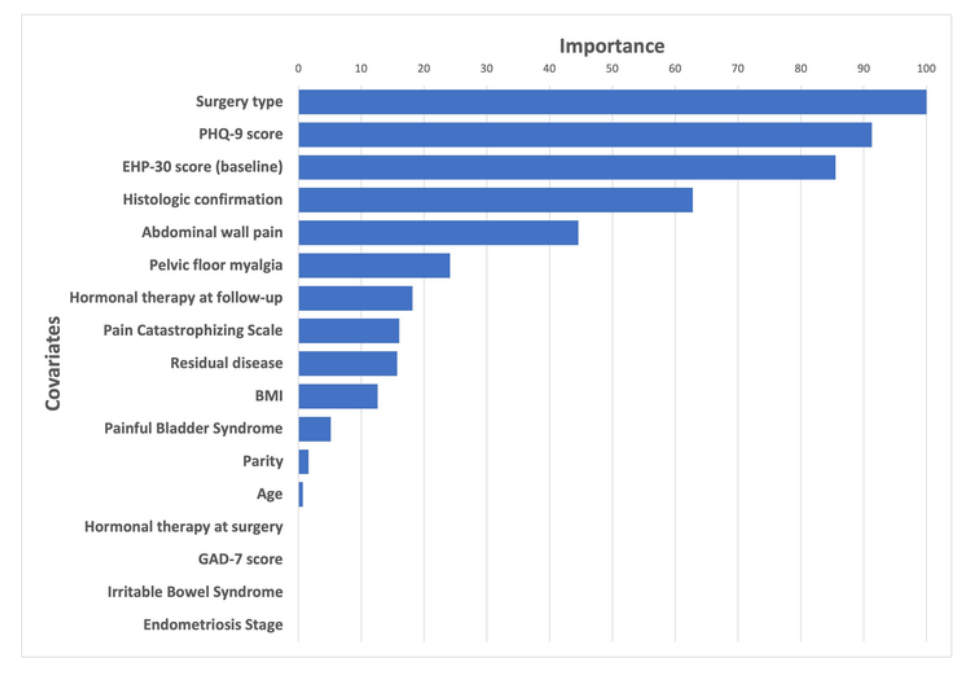 Importance
0 10 20 30 40 50 60 70 80 90 100
Surgery type
PHQ-9 score
EHP-30 score (baseline)
Histologic confirmation
Abdominal wall pain
Pelvic floor myalgia
Hormonal therapy at follow-up
Pain Catastrophizing Scale
Residual disease
BMI
Painful Bladder Syndrome
Parity
Age
Hormonal therapy at surgery
GAD-7 score
Irritable Bowel Syndrome
Endometriosis Stage
Covariates